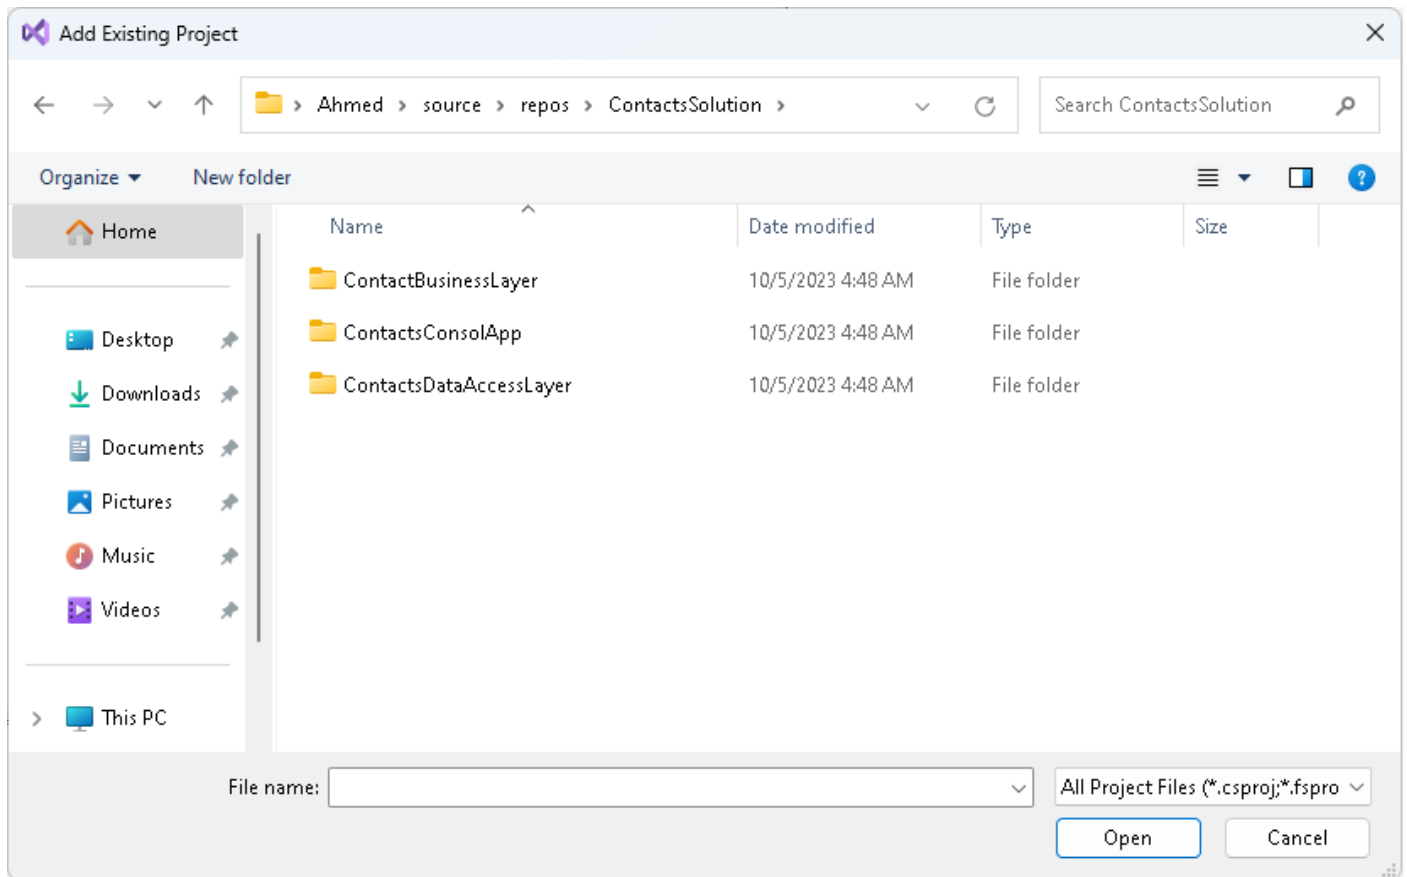 Add Existing Project
Ahmed > source > repos > ContactsSolution >
Search ContactsSolution
Organize
New folder
Name
Date modified
Type
Size
Home
ContactBusinessLayer 10/5/2023 4:48 AM File folder
ContactsConsolApp 10/5/2023 4:48 AM File folder
ContactsDataAccessLayer 10/5/2023 4:48 AM File folder
Desktop
Downloads
Documents
Pictures
Music
Videos
This PC
File name:
All Project Files (*.csproj;*.fspro
Open
Cancel